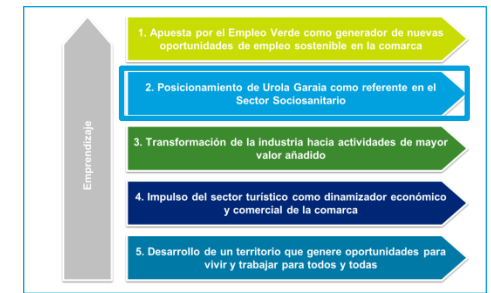 1. Apuesta por el Empleo Verde como generador de nuevas
oportunidades de empleo sostenible en la comarca
2. Posicionamiento de Urola Garaia como referente en el
Sector Sociosanitario
Emprendizaje
3. Transformación de la industria hacia actividades de mayor
valor añadido
4. Impulso del sector turístico como dinamizador económico
y comercial de la comarca
5. Desarrollo de un territorio que genere oportunidades para
vivir y trabajar para todos y todas